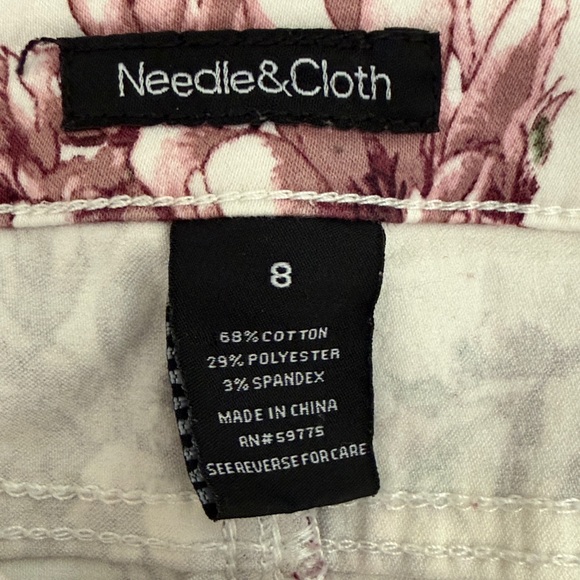 Needle&Cloth
8
68% COTTON
29% POLYESTER
3% SPANDEX
MADE IN CHINA
RN#59775
SEE REVERSE FOR CARE